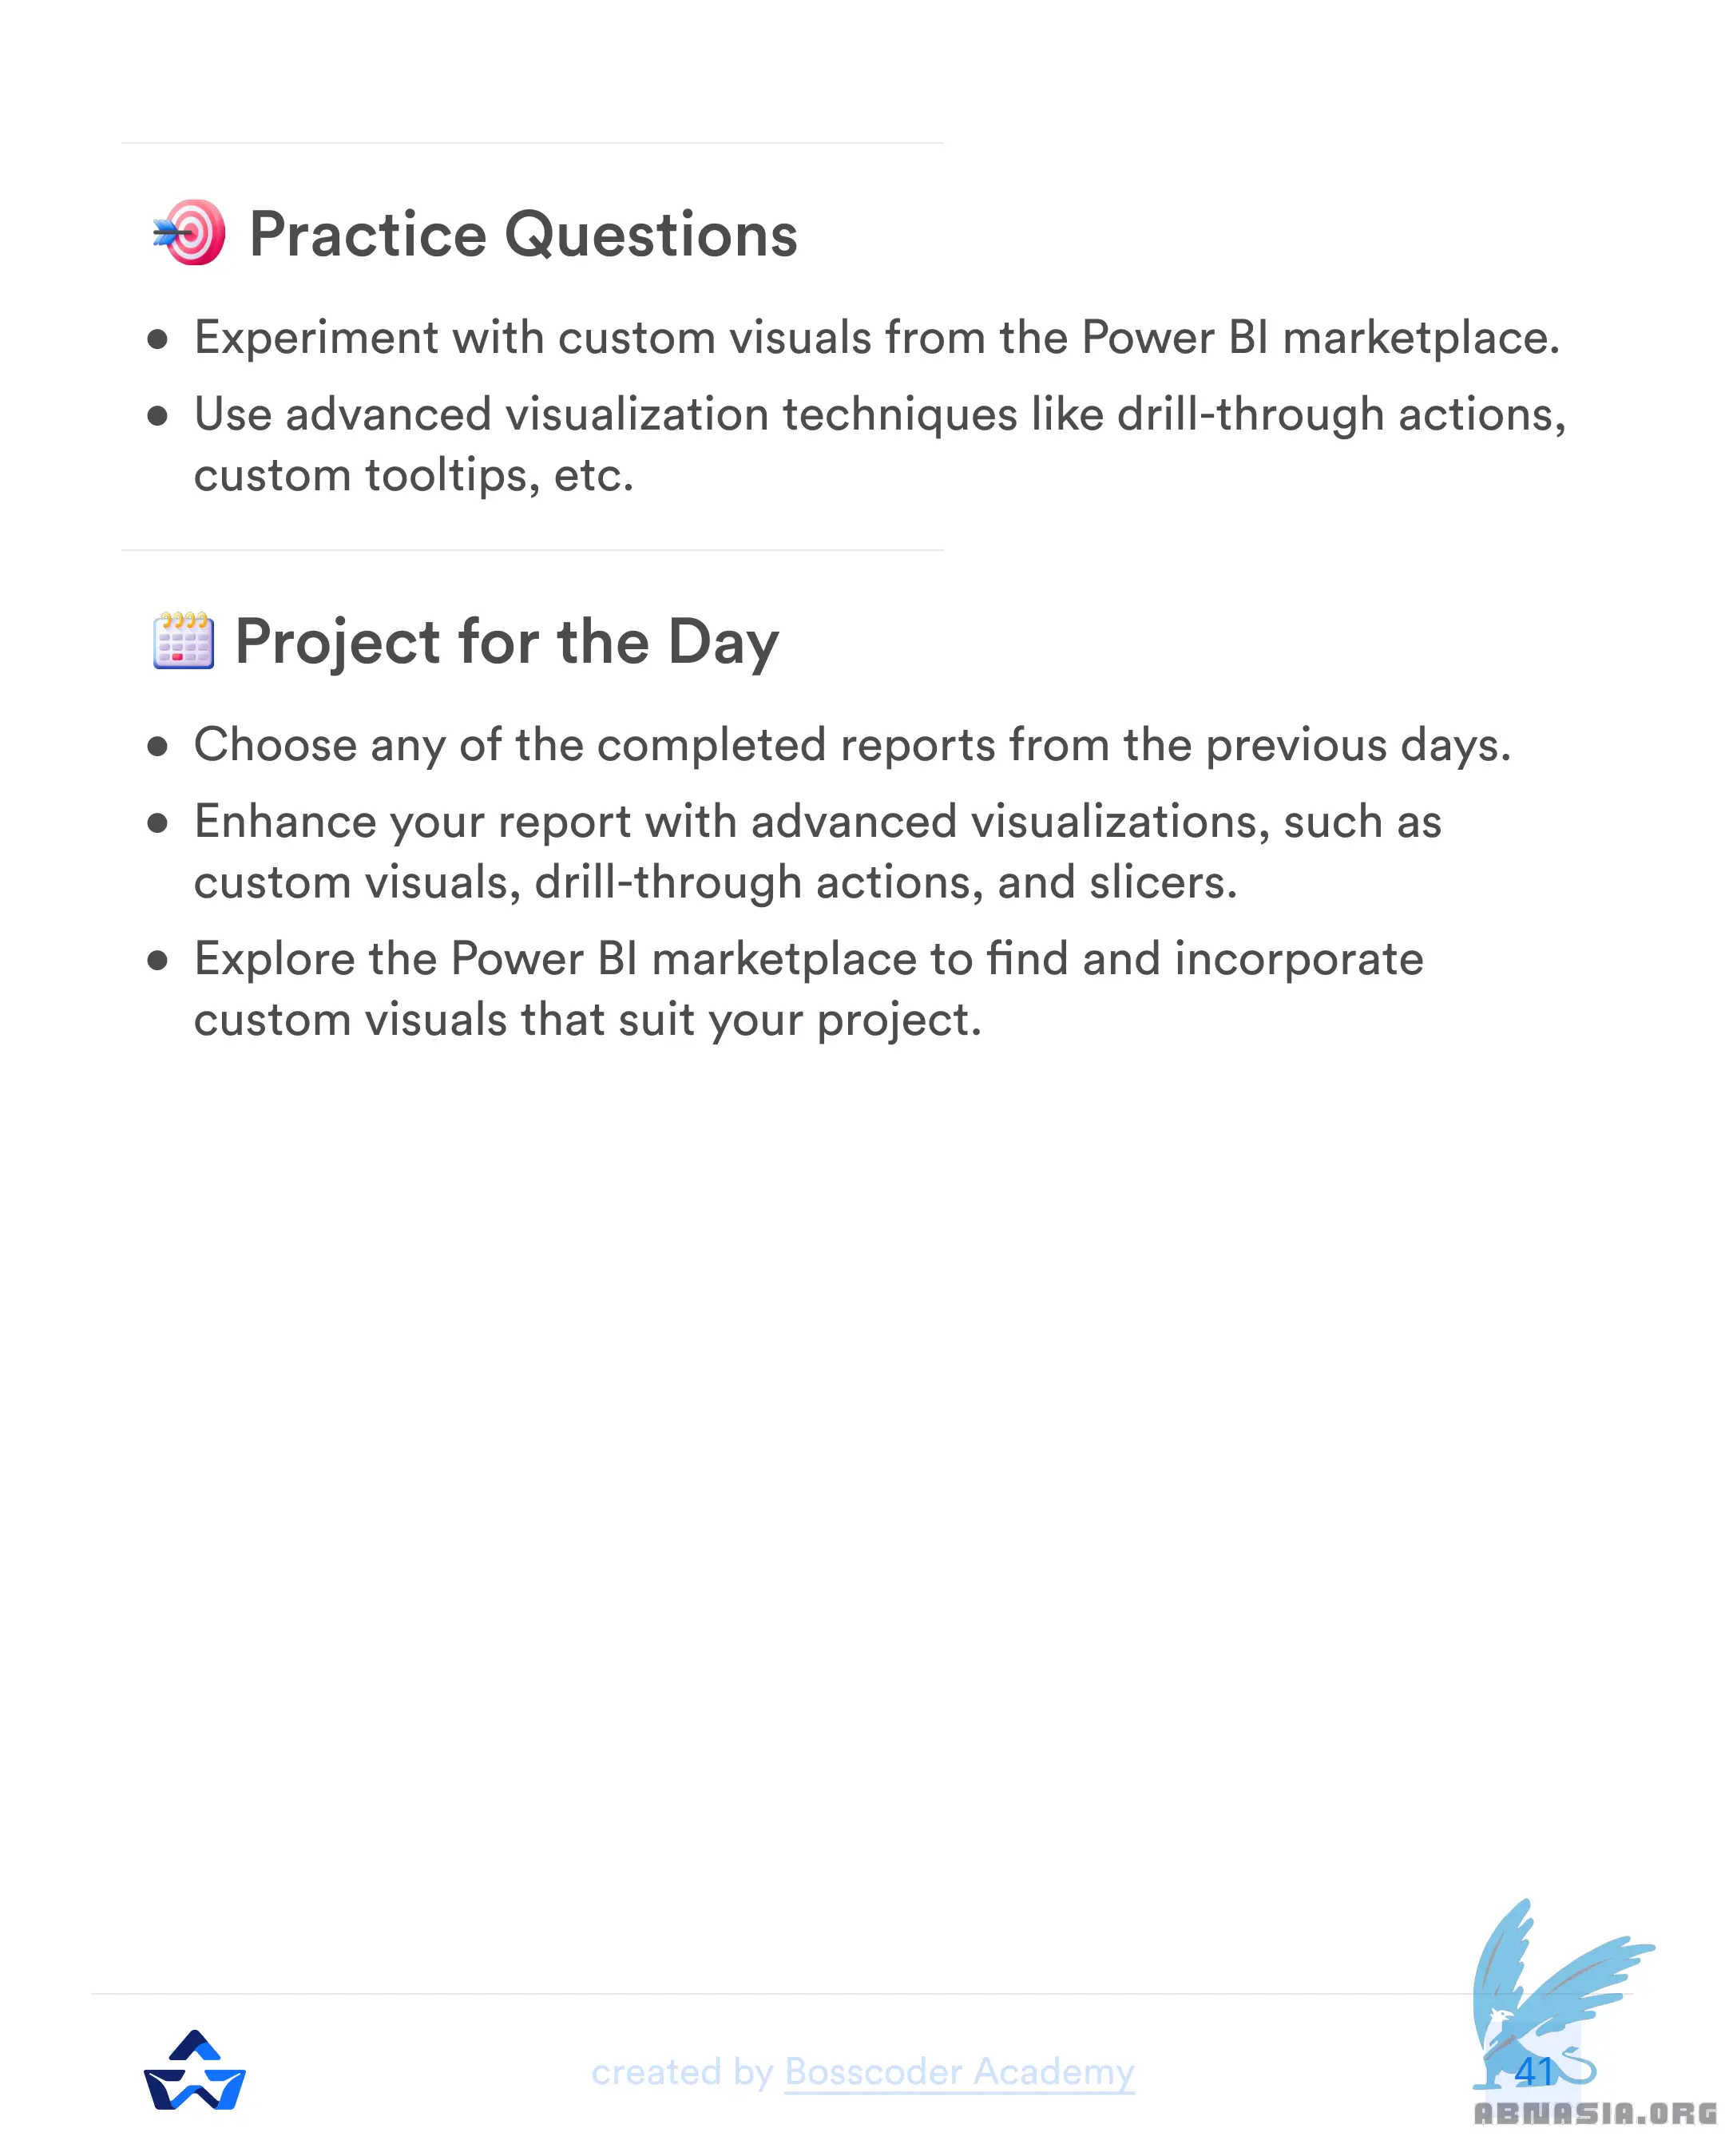 Practice Questions
● Experiment with custom visuals from the Power BI marketplace.
● Use advanced visualization techniques like drill-through actions,
custom tooltips, etc.
Project for the Day
● Choose any of the completed reports from the previous days.
● Enhance your report with advanced visualizations, such as
custom visuals, drill-through actions, and slicers.
● Explore the Power BI marketplace to find and incorporate
custom visuals that suit your project.
created by Bosscoder Academy
41
ABNASIA.ORG